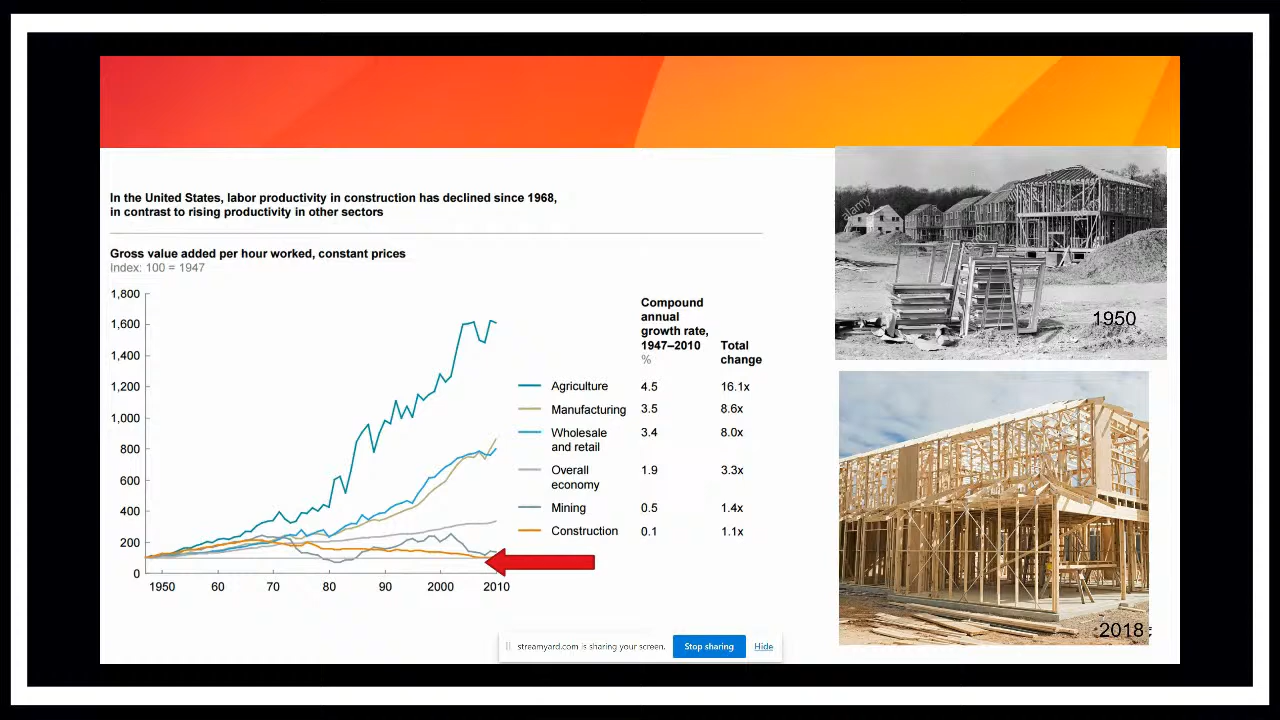 In the United States, labor productivity in construction has declined since 1968,
in contrast to rising productivity in other sectors
Gross value added per hour worked, constant prices
Index: 100 = 1947
1,800
1,600
1,400
1,200
1,000
800
600
400
200
0
1950 60 70 80 90 2000 2010
Compound
annual
growth rate,
1947–2010
%
Total
change
Agriculture 4.5 16.1x
Manufacturing 3.5 8.6x
Wholesale
and retail 3.4 8.0x
Overall
economy 1.9 3.3x
Mining 0.5 1.4x
Construction 0.1 1.1x
alamy
1950
2018
streamyard.com is sharing your screen. Stop sharing Hide